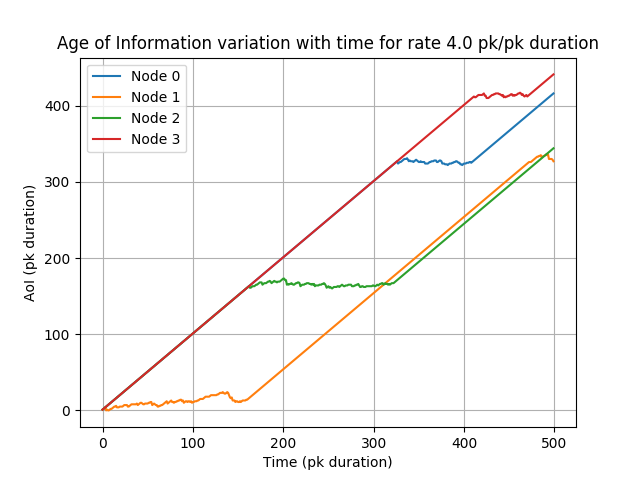 Age of Information variation with time for rate 4.0 pk/pk duration
Node 0
Node 1
Node 2
Node 3
AoI (pk duration)
400
300
200
100
0
0 100 200 300 400 500
Time (pk duration)